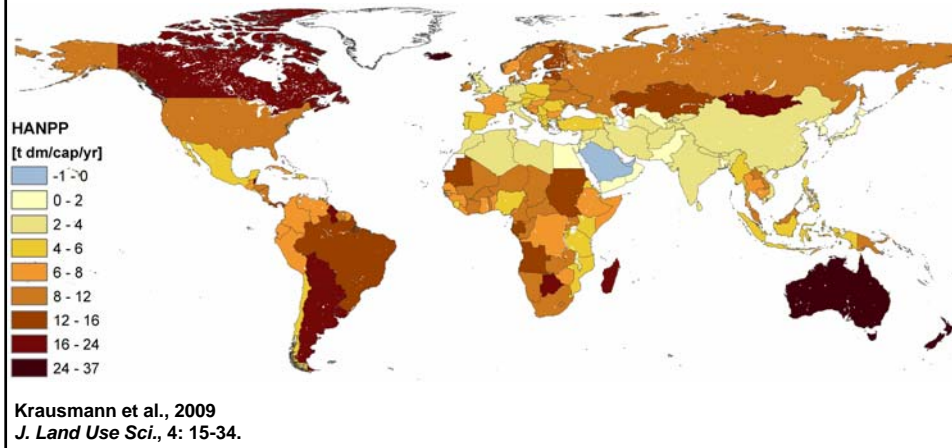 HANPP
[t dm/cap/yr]
-1 - 0
0 - 2
2 - 4
4 - 6
6 - 8
8 - 12
12 - 16
16 - 24
24 - 37
Krausmann et al., 2009
J. Land Use Sci., 4: 15-34.